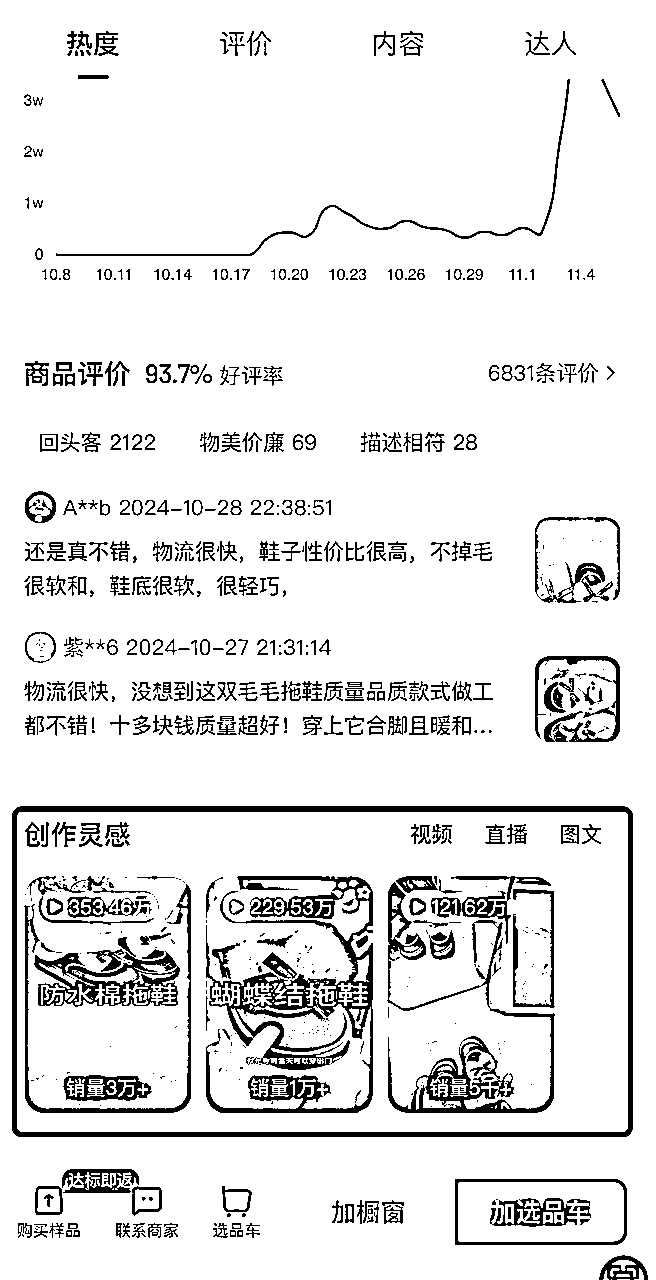 热度 评价 内容 达人
3w
2w
1w
0
10.8 10.11 10.14 10.17 10.20 10.23 10.26 10.29 11.1 11.4
商品评价 93.7% 好评率 6831条评价 >
回头客 2122 物美价廉 69 描述相符 28
A**b 2024-10-28 22:38:51
还是真不错，物流很快，鞋子性价比很高，不掉毛
很软和，鞋底很软，很轻巧，
紫**6 2024-10-27 21:31:14
物流很快，没想到这双毛毛拖鞋质量品质款式做工
都不错！十多块钱质量超好！穿上它合脚且暖和...
创作灵感 视频 直播 图文
353.46万 229.53万 121.62万
防水棉拖鞋 蝴蝶结拖鞋
销量3万+ 销量1万+ 销量5千+
达标即返
购买样品 联系商家 选品车 加橱窗 加选品车